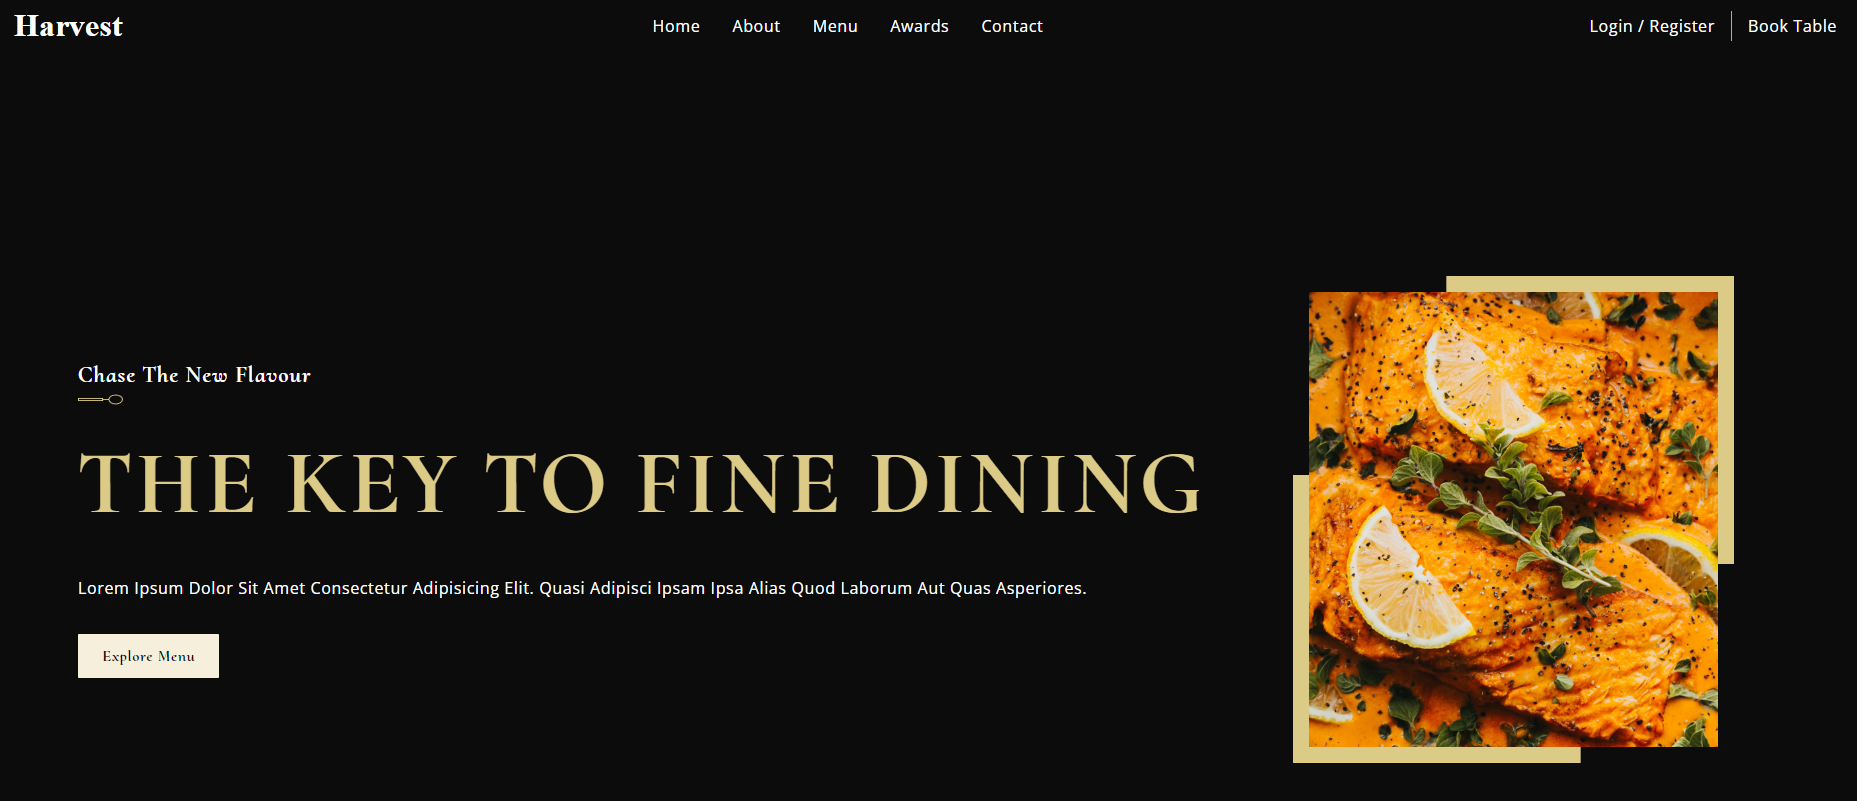 Harvest
Home About Menu Awards Contact
Login / Register Book Table
Chase The New Flavour
THE KEY TO FINE DINING
Lorem Ipsum Dolor Sit Amet Consectetur Adipisicing Elit. Quasi Adipisci Ipsam Ipsa Alias Quod Laborum Aut Quas Asperiores.
Explore Menu